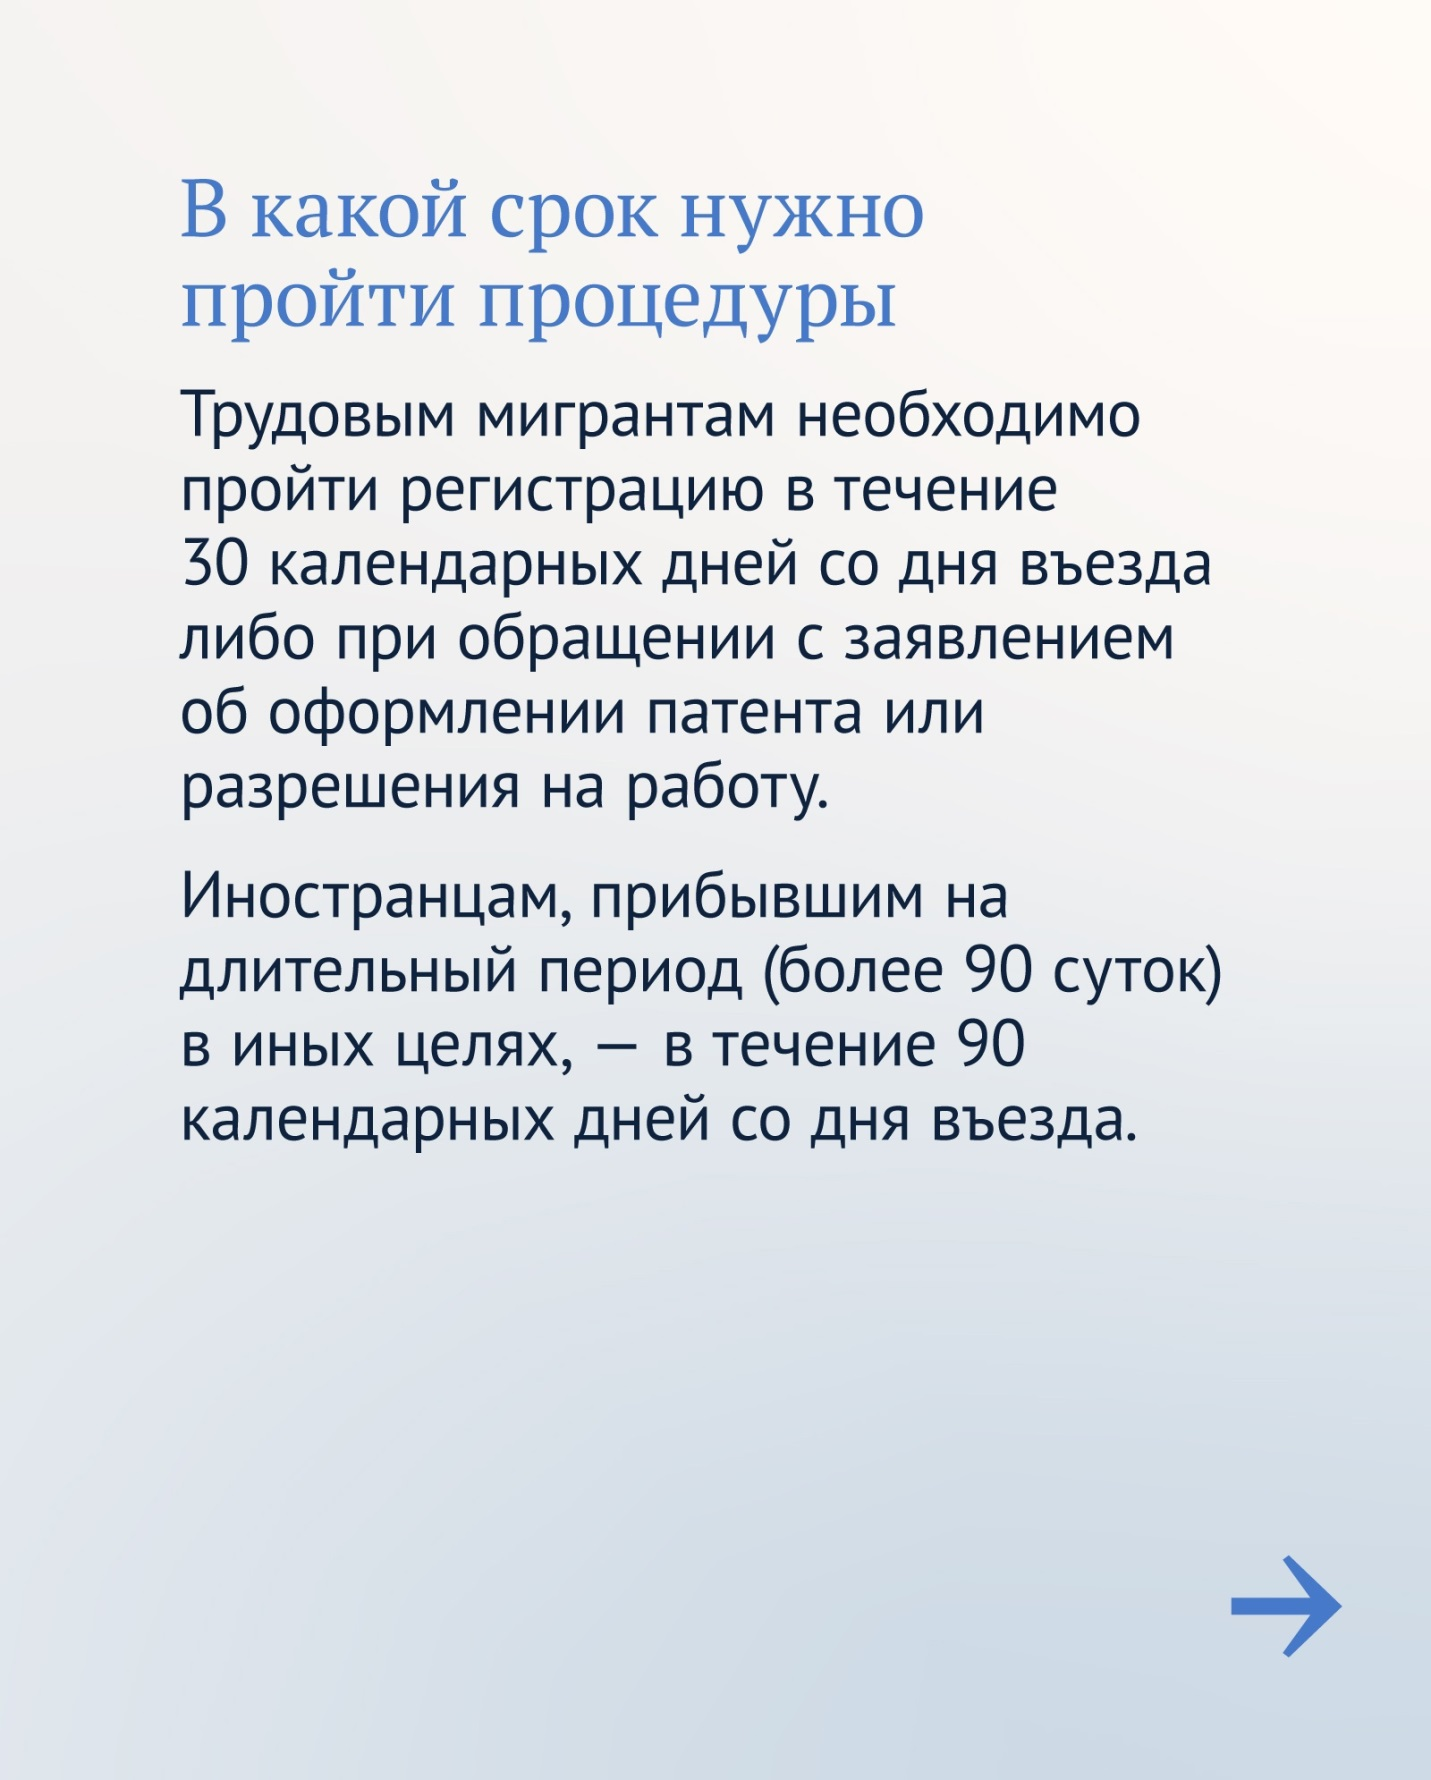 В какой срок нужно
пройти процедуры
Трудовым мигрантам необходимо
пройти регистрацию в течение
30 календарных дней со дня въезда
либо при обращении с заявлением
об оформлении патента или
разрешения на работу.
Иностранцам, прибывшим на
длительный период (более 90 суток)
в иных целях, — в течение 90
календарных дней со дня въезда.